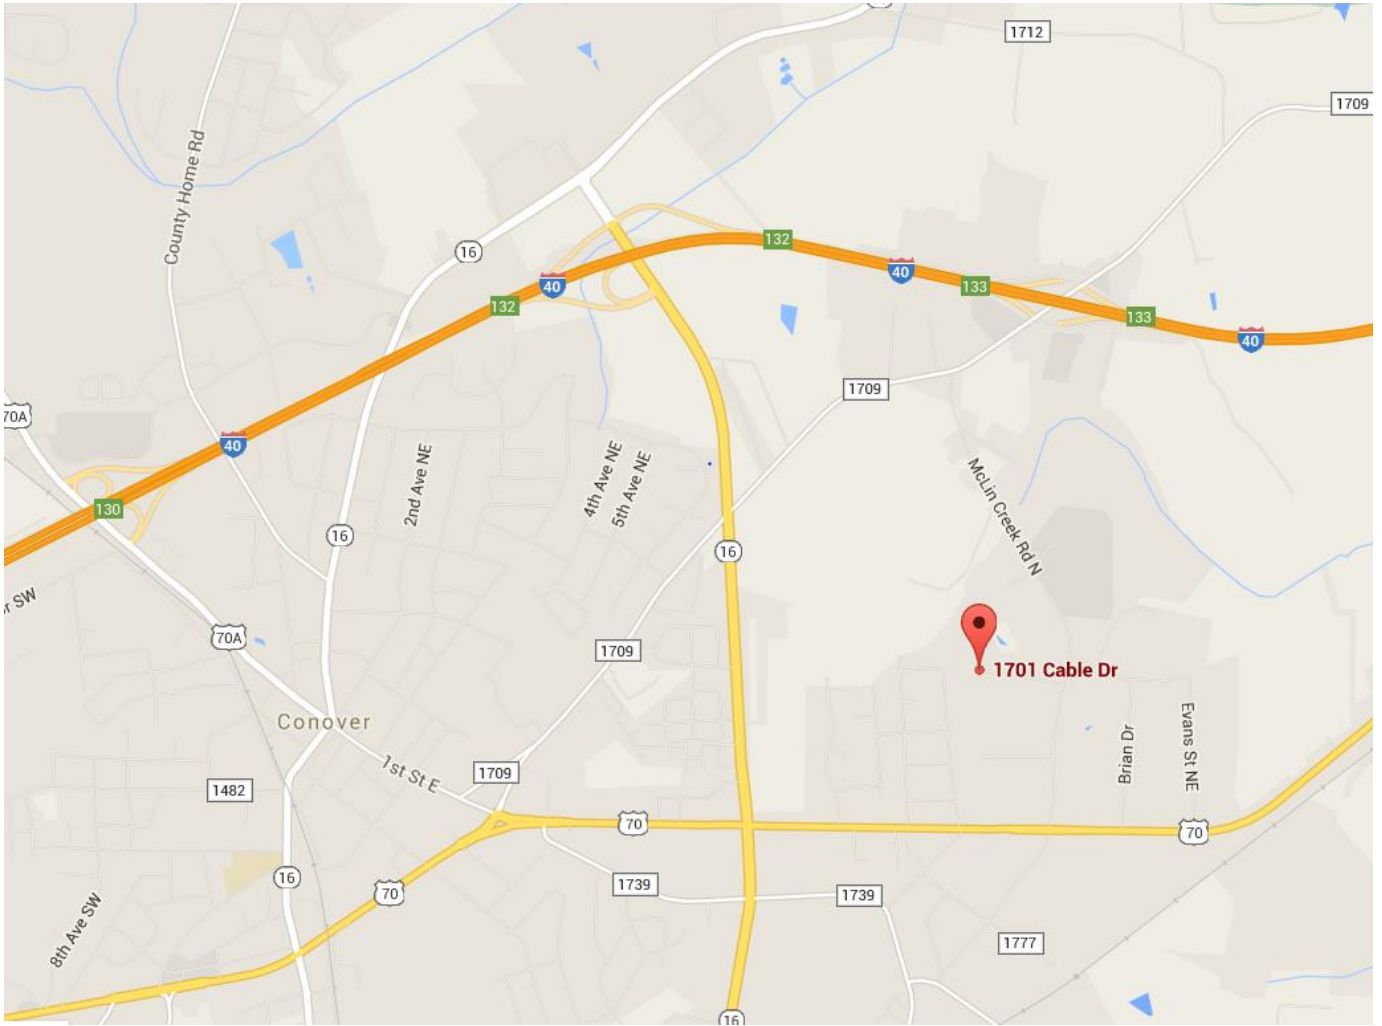 1712
1709
County Home Rd
16
132
40
133
132
40
133
40
1709
70A
40
2nd Ave NE
4th Ave NE
5th Ave NE
McLin Creek Rd N
130
16
16
70A
1709
1701 Cable Dr
Conover
Evans St NE
Brian Dr
1st St E
1709
1482
70
70
16
70
1739
1739
8th Ave SW
1777
16